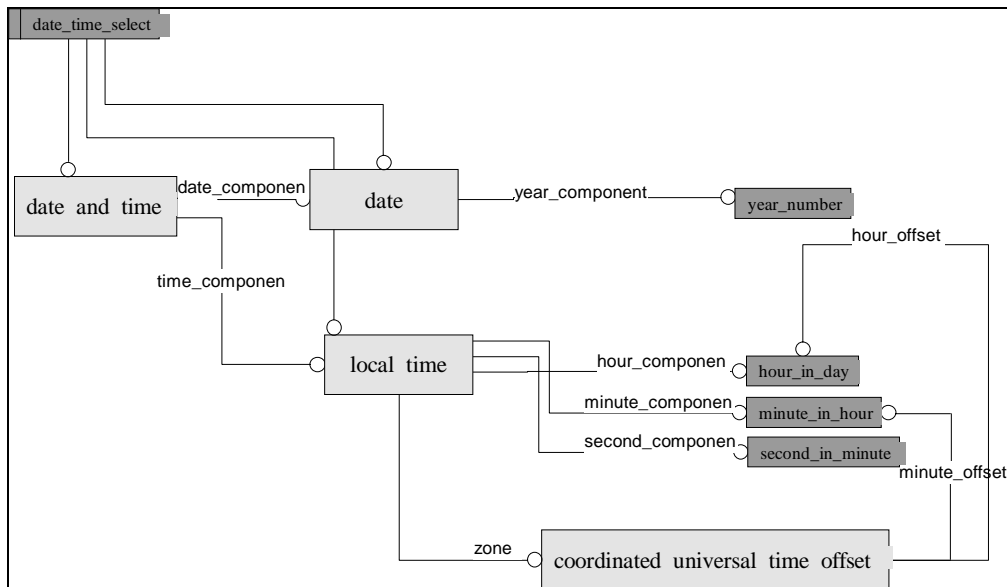 date_time_select
date and time
date_componen
date
year_component
year_number
hour_offset
time_componen
local time
hour_componen
hour_in_day
minute_componen
minute_in_hour
second_componen
second_in_minute
minute_offset
zone
coordinated universal time offset